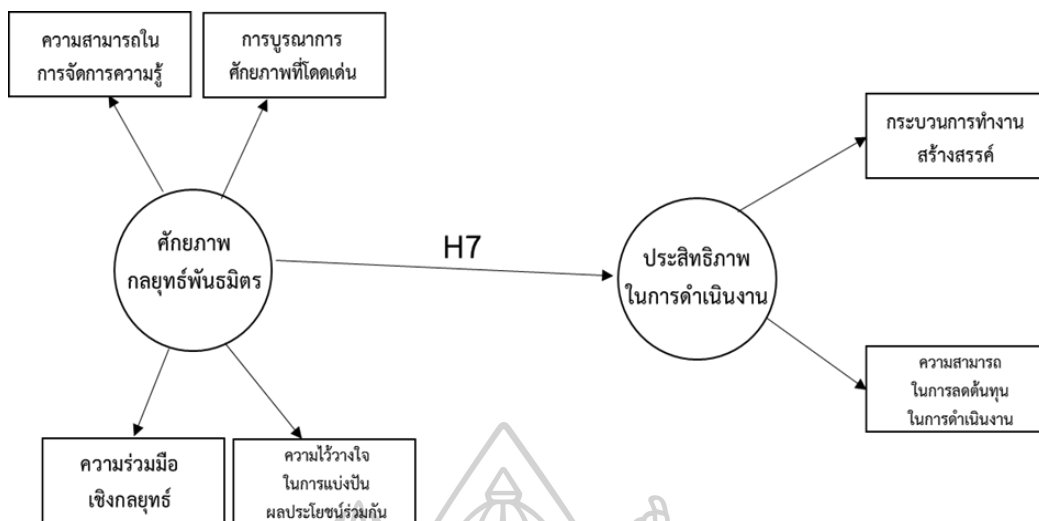 ความสามารถใน
การจัดการความรู้
การบูรณาการ
ศักยภาพที่โดดเด่น
กระบวนการทำงาน
สร้างสรรค์
ศักยภาพ
กลยุทธ์พันธมิตร
H7
ประสิทธิภาพ
ในการดำเนินงาน
ความสามารถ
ในการลดต้นทุน
ในการดำเนินงาน
ความร่วมมือ
เชิงกลยุทธ์
ความไว้วางใจ
ในการแบ่งปัน
ผลประโยชน์ร่วมกัน